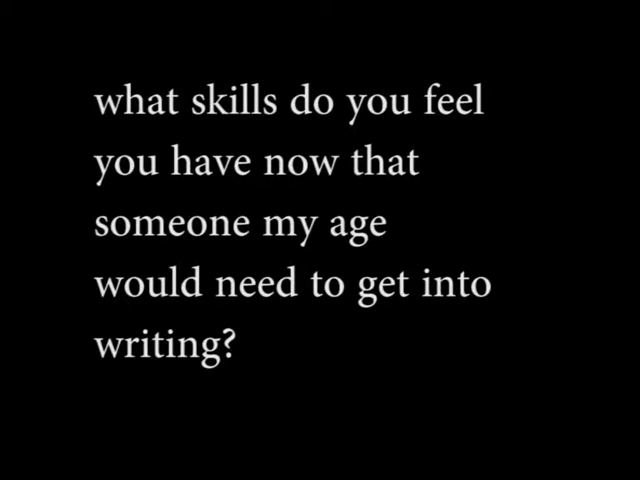 what skills do you feel
you have now that
someone my age
would need to get into
writing?